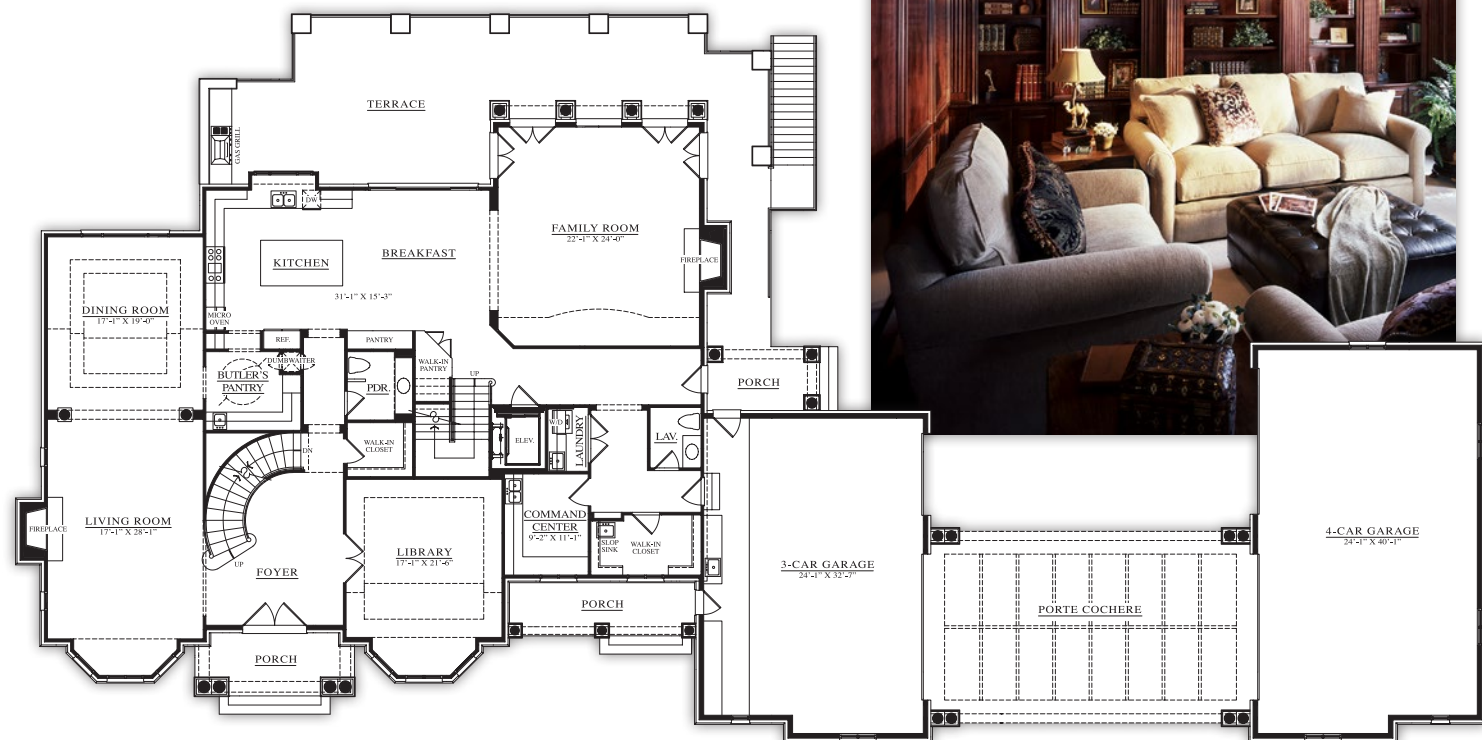 TERRACE
GAS GRILL
DW
FAMILY ROOM
22'-1" X 24'-0"
BREAKFAST
KITCHEN
FIREPLACE
31'-1" X 15'-3"
DINING ROOM
17'-1" X 19'-0"
MICRO
OVEN
REF.
PANTRY
DUMBWAITER
BUTLER'S
PANTRY
PDR.
WALK-IN
PANTRY
UP
PORCH
W/D
LAUNDRY
ELEV.
LAV.
WALK-IN
CLOSET
DN
LIVING ROOM
17'-1" X 28'-1"
FIREPLACE
UP
FOYER
LIBRARY
17'-1" X 21'-6"
COMMAND
CENTER
9'-2" X 11'-1"
SLOP
SINK
WALK-IN
CLOSET
3-CAR GARAGE
24'-1" X 32'-7"
4-CAR GARAGE
24'-1" X 40'-1"
PORTE COCHERE
PORCH
PORCH